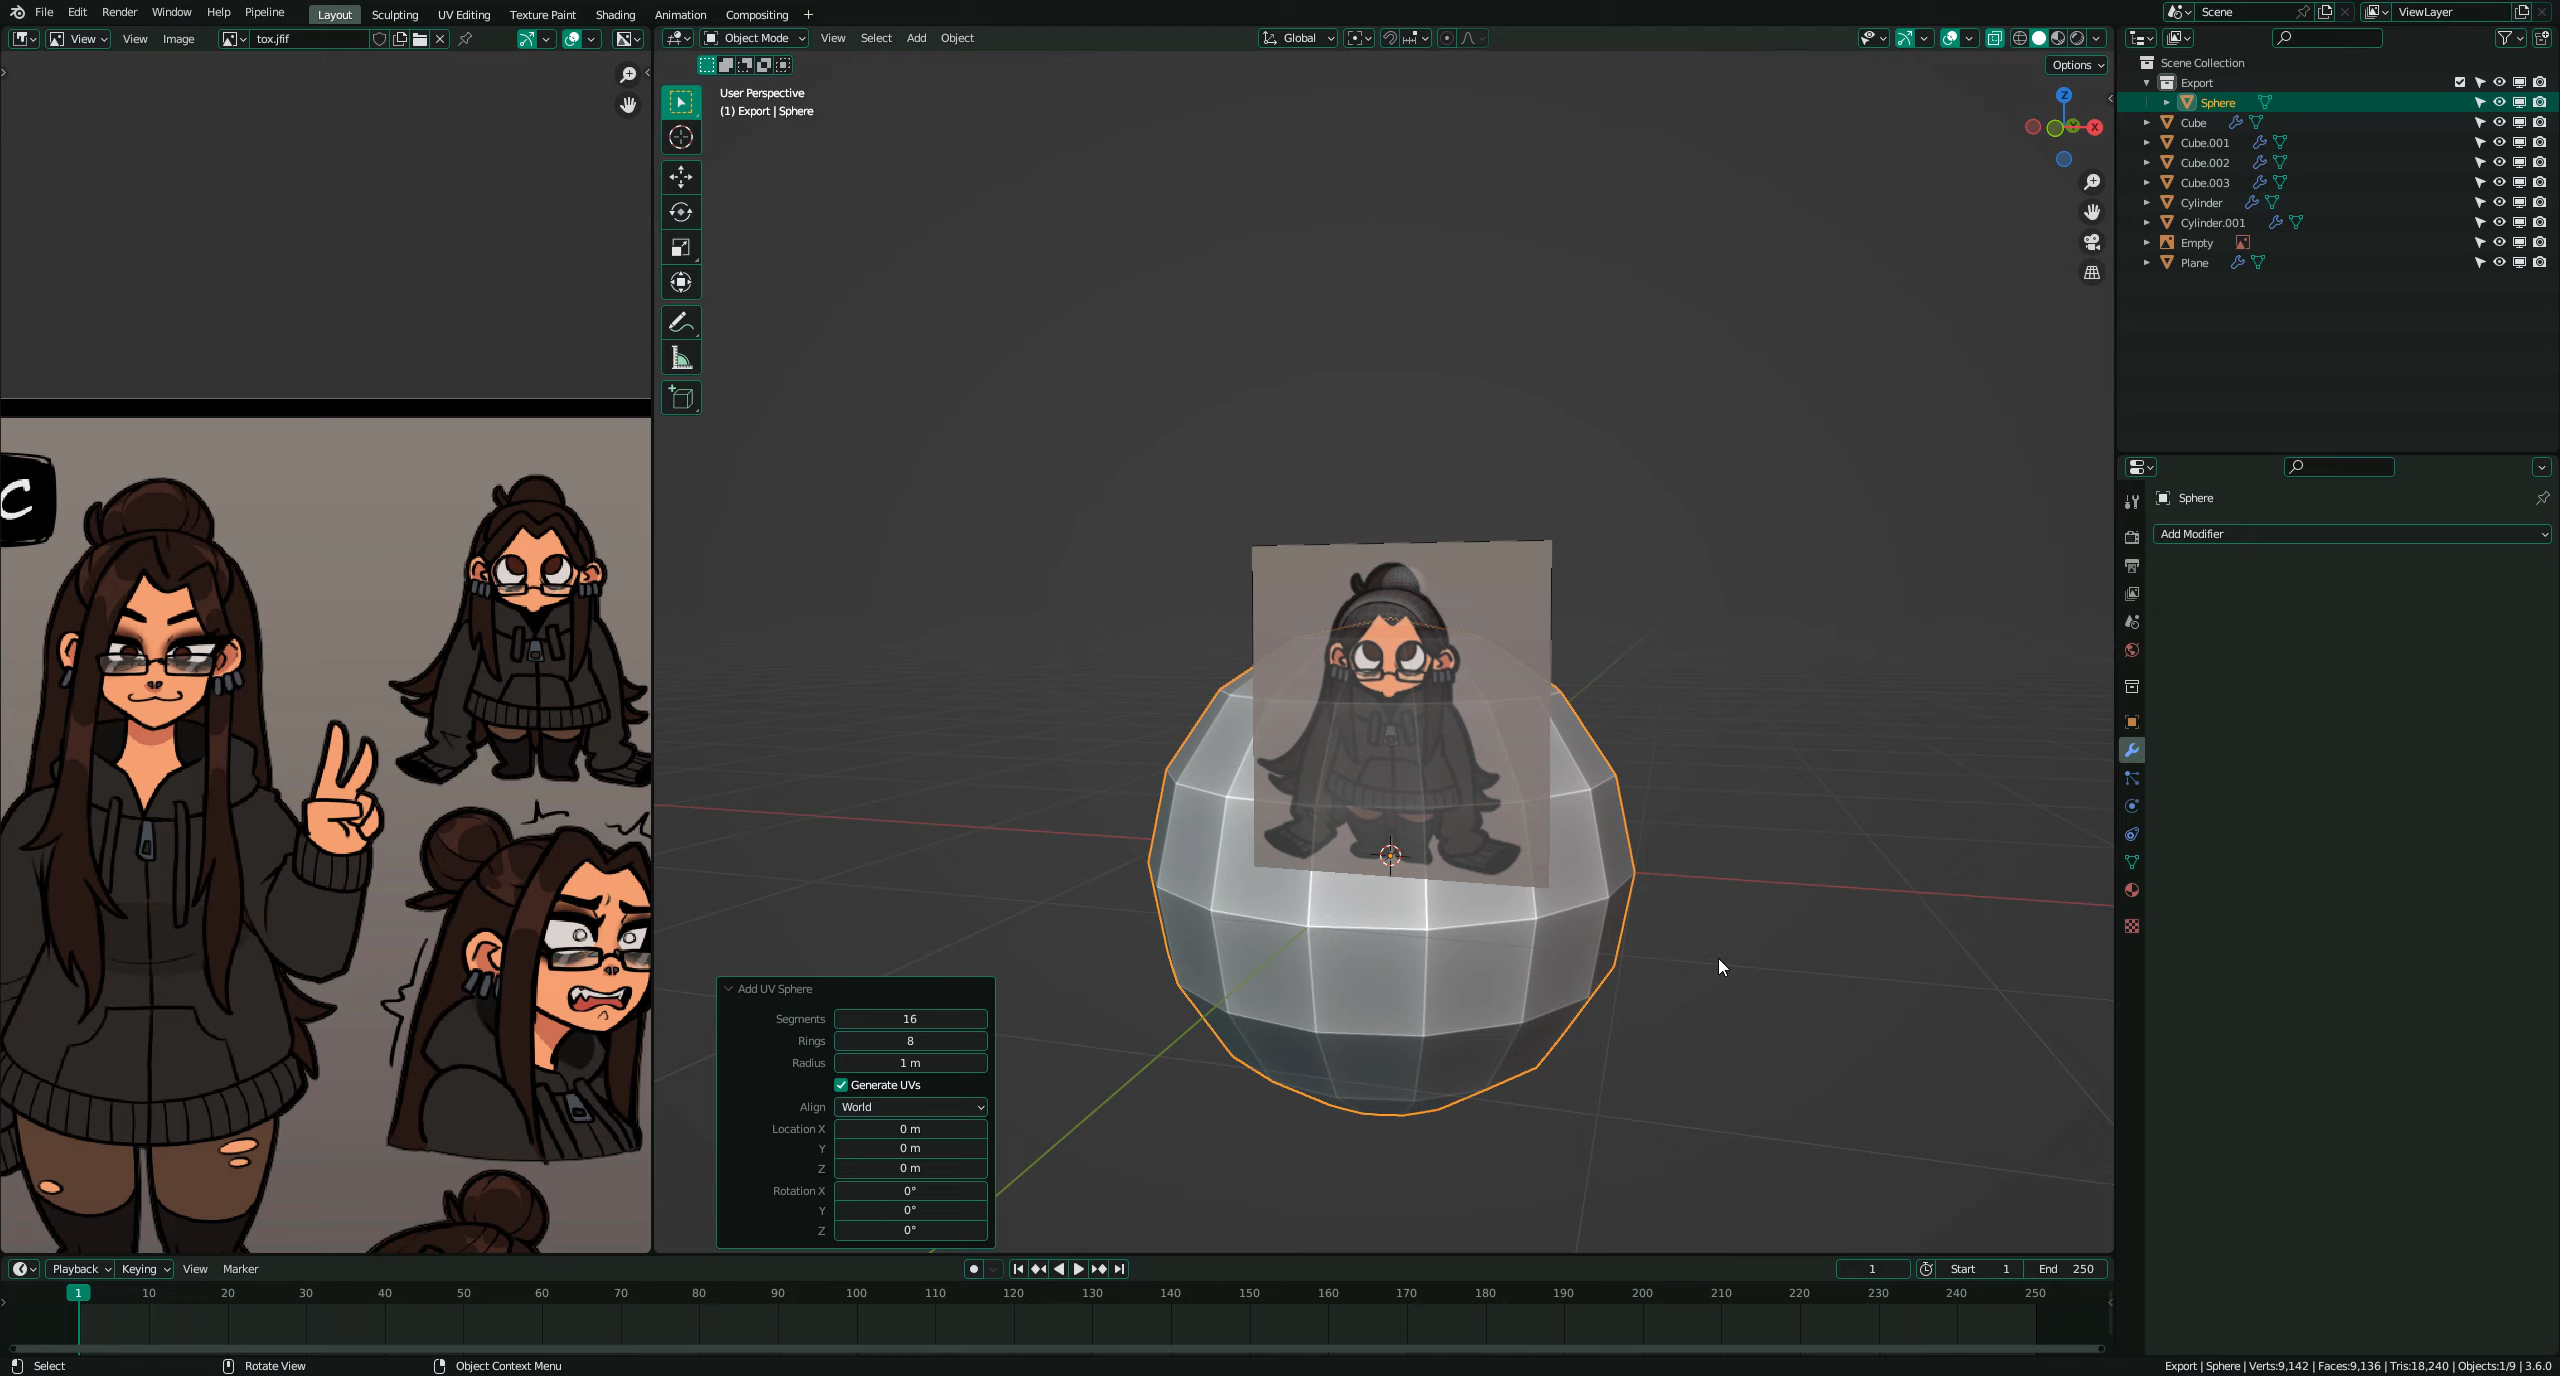 File Edit Render Window Help Pipeline Layout Sculpting UV Editing Texture Paint Shading Animation Compositing + Scene ViewLayer
View View Image tox.jfif Object Mode View Select Add Object Global
Options
User Perspective
(1) Export | Sphere
Z
Y
X
C
Add UV Sphere
Segments 16
Rings 8
Radius 1 m
Generate UVs
Align World
Location X 0 m
Y 0 m
Z 0 m
Rotation X 0°
Y 0°
Z 0°
Scene Collection
Export
Sphere
Cube
Cube.001
Cube.002
Cube.003
Cylinder
Cylinder.001
Empty
Plane
Sphere
Add Modifier
Playback Keying View Marker 1 Start 1 End 250
1 10 20 30 40 50 60 70 80 90 100 110 120 130 140 150 160 170 180 190 200 210 220 230 240 250
Select Rotate View Object Context Menu Export | Sphere | Verts:9,142 | Faces:9,136 | Tris:18,240 | Objects:1/9 | 3.6.0